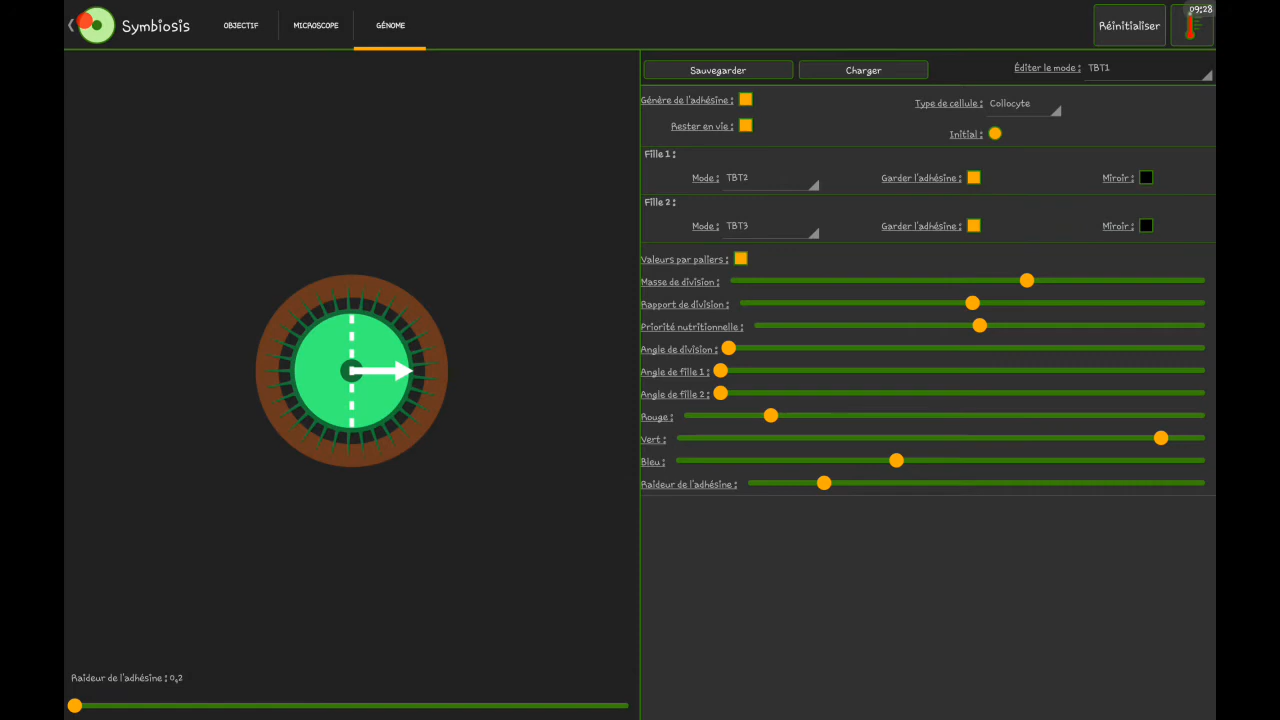 Symbiosis
OBJECTIF
MICROSCOPE
GÉNOME
Réinitialiser
09:28
Sauvegarder
Charger
Éditer le mode :
TBT1
Génère de l'adhésine :
Type de cellule :
Collocyte
Rester en vie :
Initial :
Fille 1 :
Mode :
TBT2
Garder l'adhésine :
Miroir :
Fille 2 :
Mode :
TBT3
Garder l'adhésine :
Miroir :
Valeurs par paliers :
Masse de division :
Rapport de division :
Priorité nutritionnelle :
Angle de division :
Angle de fille 1 :
Angle de fille 2 :
Rouge :
Vert :
Bleu :
Raideur de l'adhésine :
Raideur de l'adhésine : 0,2